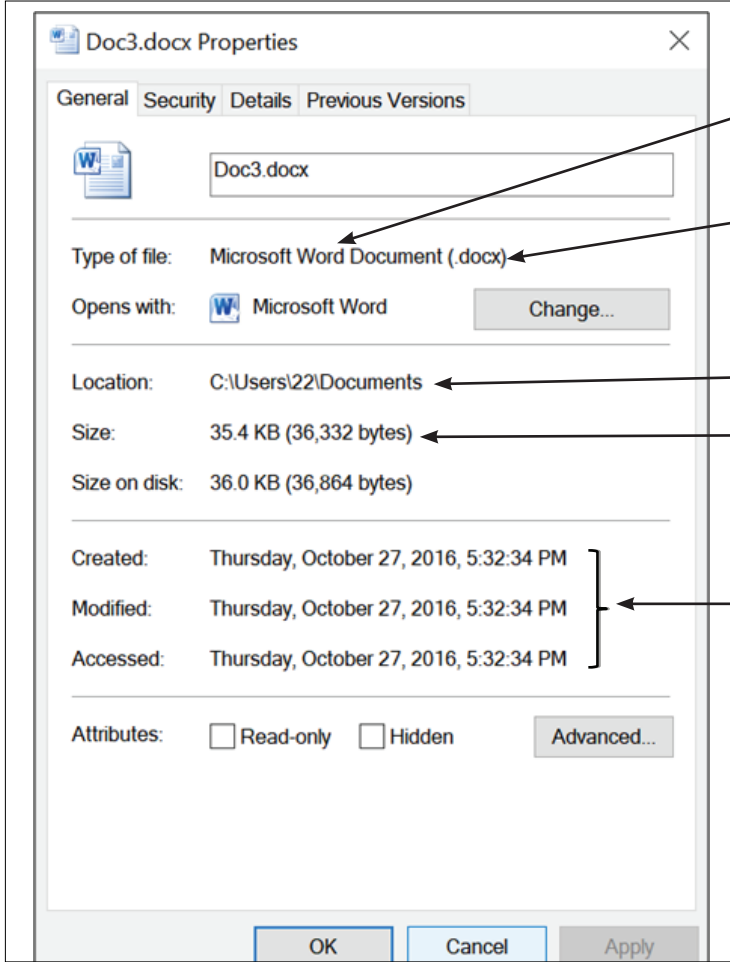 Doc3.docx Properties
General Security Details Previous Versions
Doc3.docx
Type of file: Microsoft Word Document (.docx)
Opens with: Microsoft Word Change...
Location: C:\Users\22\Documents
Size: 35.4 KB (36,332 bytes)
Size on disk: 36.0 KB (36,864 bytes)
Created: Thursday, October 27, 2016, 5:32:34 PM
Modified: Thursday, October 27, 2016, 5:32:34 PM
Accessed: Thursday, October 27, 2016, 5:32:34 PM
Attributes: Read-only Hidden Advanced...
OK Cancel Apply